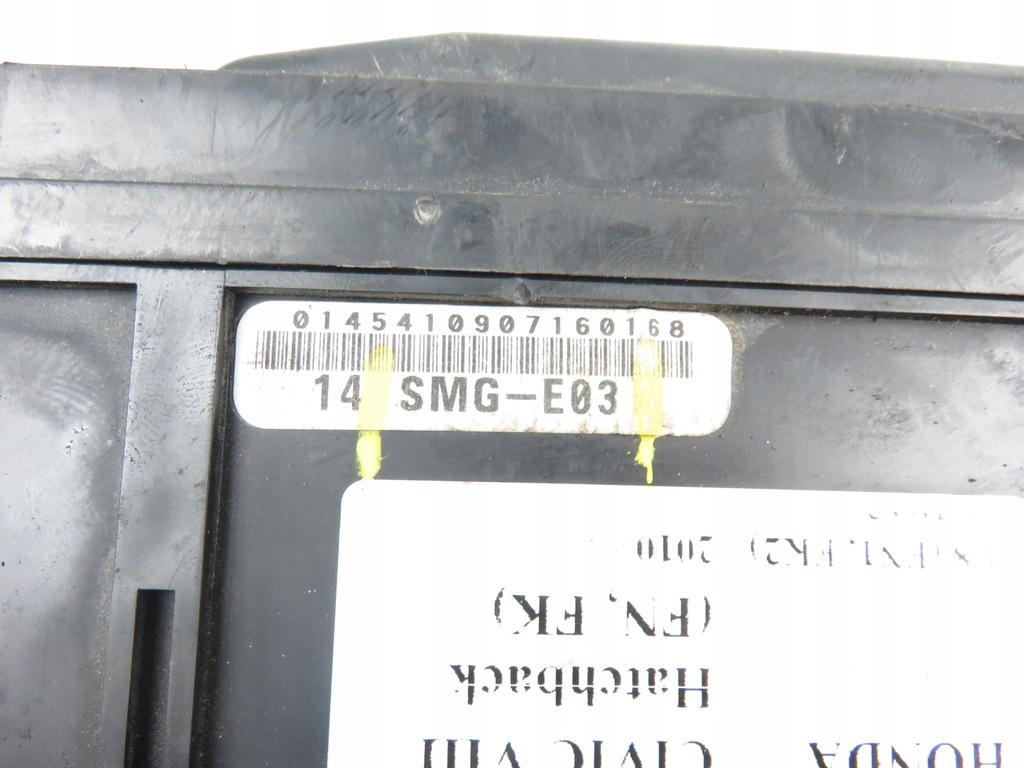 0145410907160168
14 SMG-E03
HONDA CIVIC VIII
Hatchback
(FN, FK)
2010